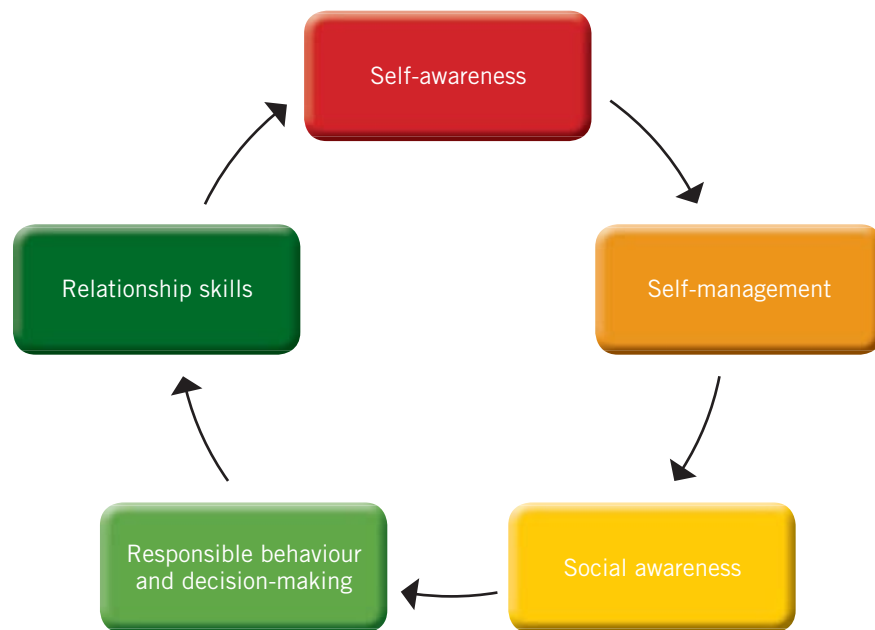 Self-awareness
Self-management
Social awareness
Responsible behaviour
and decision-making
Relationship skills